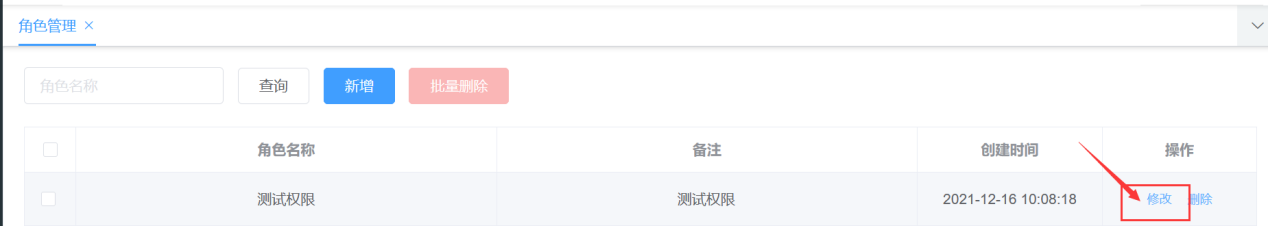 角色管理 ×
角色名称 查询 新增 批量删除
角色名称 备注 创建时间 操作
测试权限 测试权限 2021-12-16 10:08:18 修改 删除